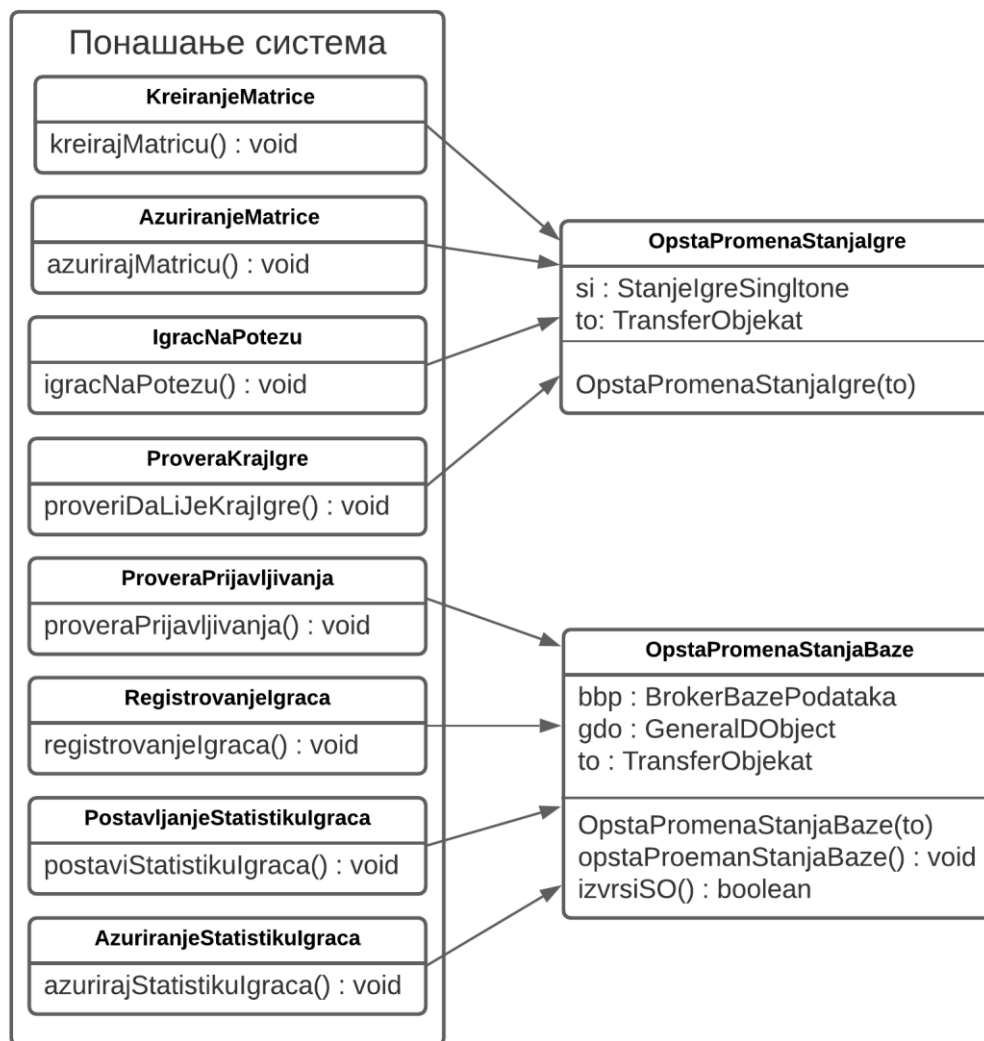 Понашање система
KreiranjeMatrice
kreirajMatricu() : void
AzuriranjeMatrice
azurirajMatricu() : void
IgracNaPotezu
igracNaPotezu() : void
ProveraKrajIgre
proveriDaLiJeKrajIgre() : void
ProveraPrijavljivanja
proveraPrijavljivanja() : void
RegistrovanjeIgraca
registrovanjeIgraca() : void
PostavljanjeStatistikuIgraca
postaviStatistikuIgraca() : void
AzuriranjeStatistikuIgraca
azurirajStatistikuIgraca() : void
OpstaPromenaStanjaIgre
si : StanjeIgreSingltone
to: TransferObjekat
OpstaPromenaStanjaIgre(to)
OpstaPromenaStanjaBaze
bbp : BrokerBazePodataka
gdo : GeneralDObject
to : TransferObjekat
OpstaPromenaStanjaBaze(to)
opstaProemanStanjaBaze() : void
izvrsiSO() : boolean